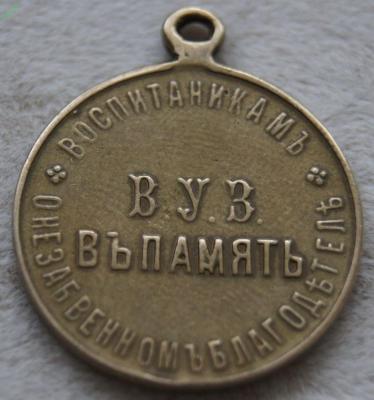 ВОСПИТАНИКАМЪ
В.У.З.
ВЪ ПАМЯТЬ
О НЕЗАБВЕННОМЪ БЛАГОДѢТЕЛѢ